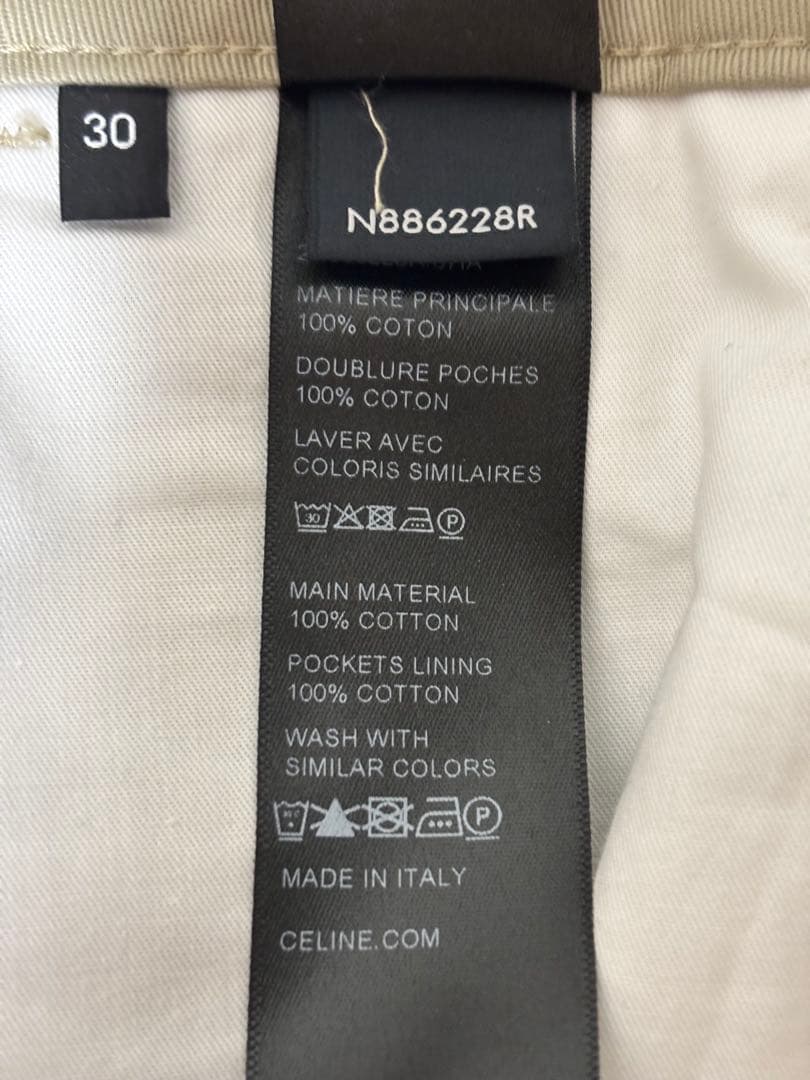 30
N886228R
MATIERE PRINCIPALE
100% COTON
DOUBLURE POCHES
100% COTON
LAVER AVEC
COLORIS SIMILAIRES
30 P
MAIN MATERIAL
100% COTTON
POCKETS LINING
100% COTTON
WASH WITH
SIMILAR COLORS
P
MADE IN ITALY
CELINE.COM